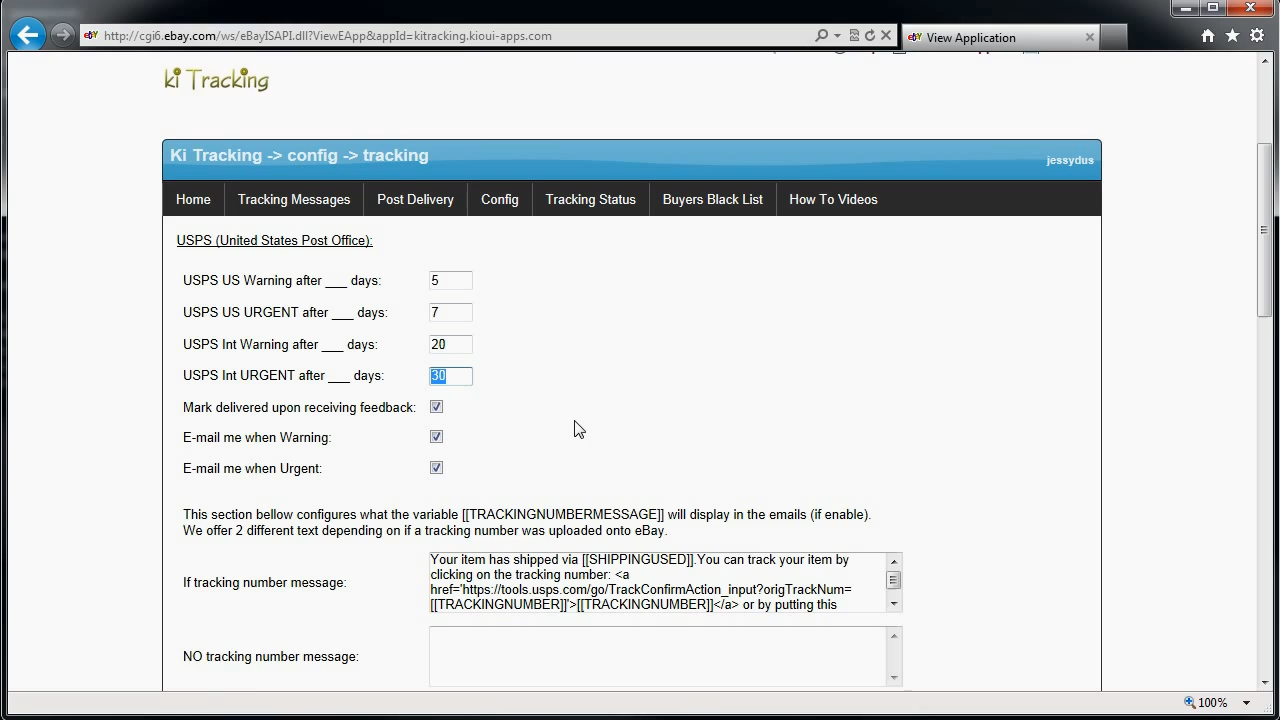 http://cgi6.ebay.com/ws/eBayISAPI.dll?ViewEApp&appId=kitracking.kioui-apps.com
View Application
ki Tracking
Ki Tracking -> config -> tracking
jessydus
Home Tracking Messages Post Delivery Config Tracking Status Buyers Black List How To Videos
USPS (United States Post Office):
USPS US Warning after ___ days: 5
USPS US URGENT after ___ days: 7
USPS Int Warning after ___ days: 20
USPS Int URGENT after ___ days: 30
Mark delivered upon receiving feedback:
E-mail me when Warning:
E-mail me when Urgent:
This section bellow configures what the variable [[TRACKINGNUMBERMESSAGE]] will display in the emails (if enable).
We offer 2 different text depending on if a tracking number was uploaded onto eBay.
If tracking number message:
Your item has shipped via [[SHIPPINGUSED]].You can track your item by
clicking on the tracking number: <a
href='https://tools.usps.com/go/TrackConfirmAction_input?origTrackNum=
[[TRACKINGNUMBER]]'>[[TRACKINGNUMBER]]</a> or by putting this
NO tracking number message:
100%